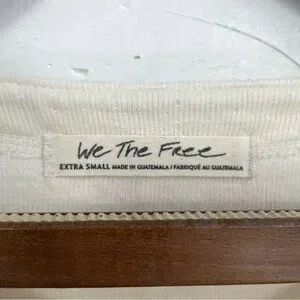 We The Free
EXTRA SMALL MADE IN GUATEMALA / FABRIQUÉ AU GUATEMALA